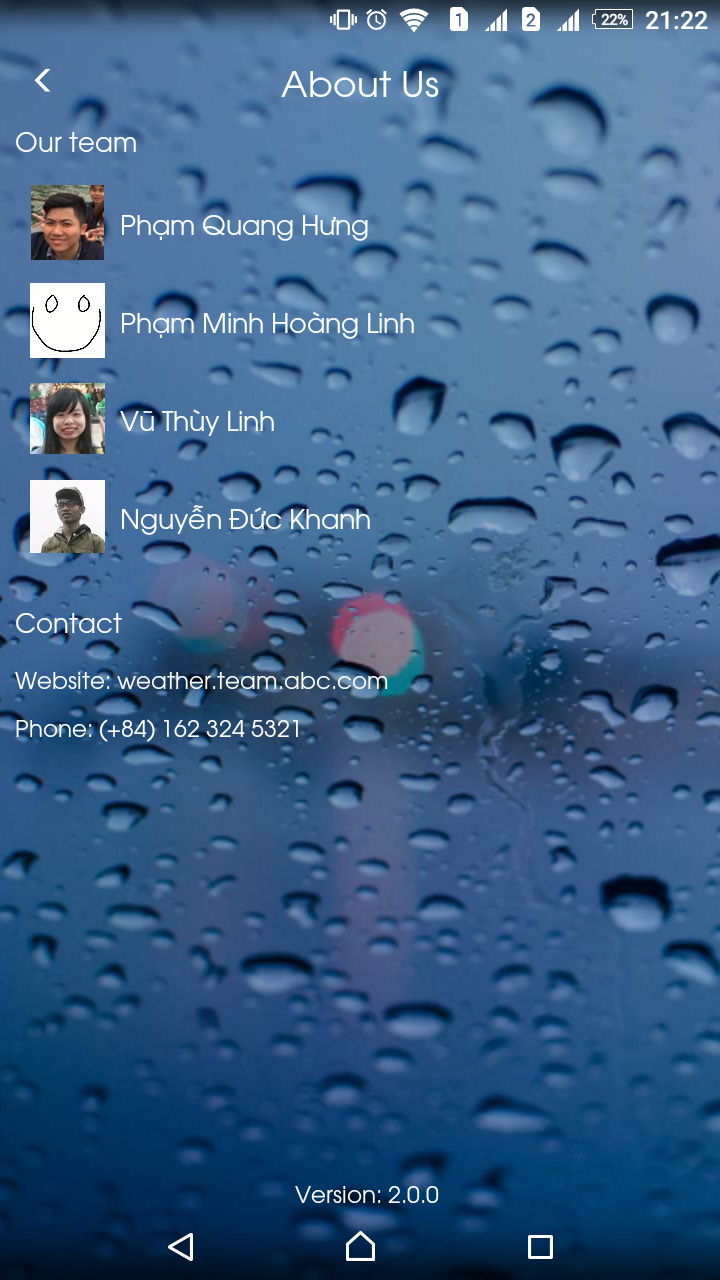 1 2 22% 21:22
About Us
Our team
Phạm Quang Hưng
Phạm Minh Hoàng Linh
Vũ Thùy Linh
Nguyễn Đức Khanh
Contact
Website: weather.team.abc.com
Phone: (+84) 162 324 5321
Version: 2.0.0